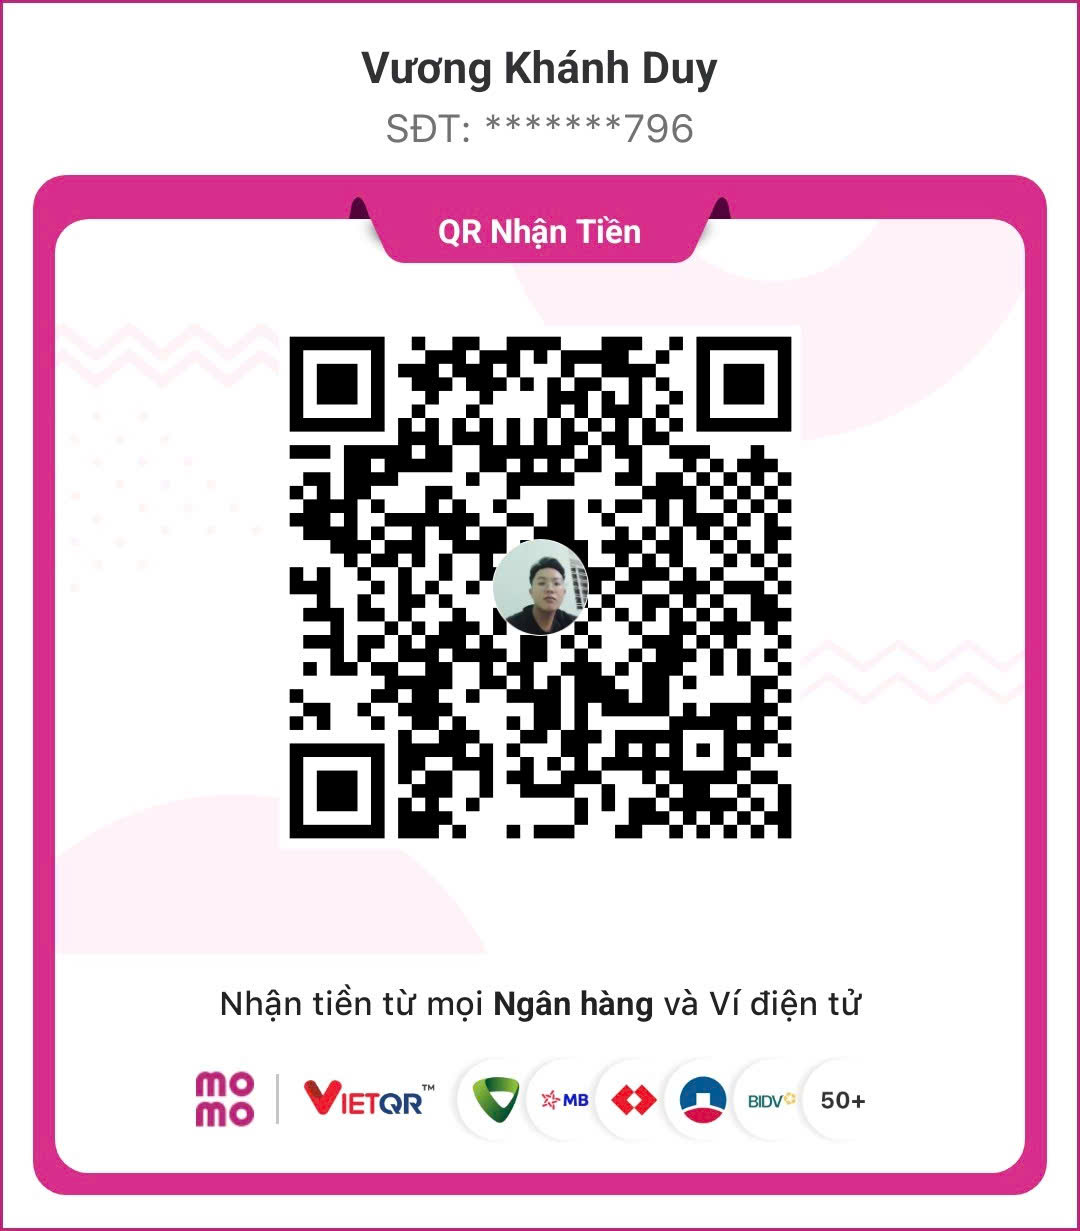 Vương Khánh Duy
SĐT: *******796
QR Nhận Tiền
Nhận tiền từ mọi Ngân hàng và Ví điện tử
mo
mo
VIETQR™
MB
BIDV
50+